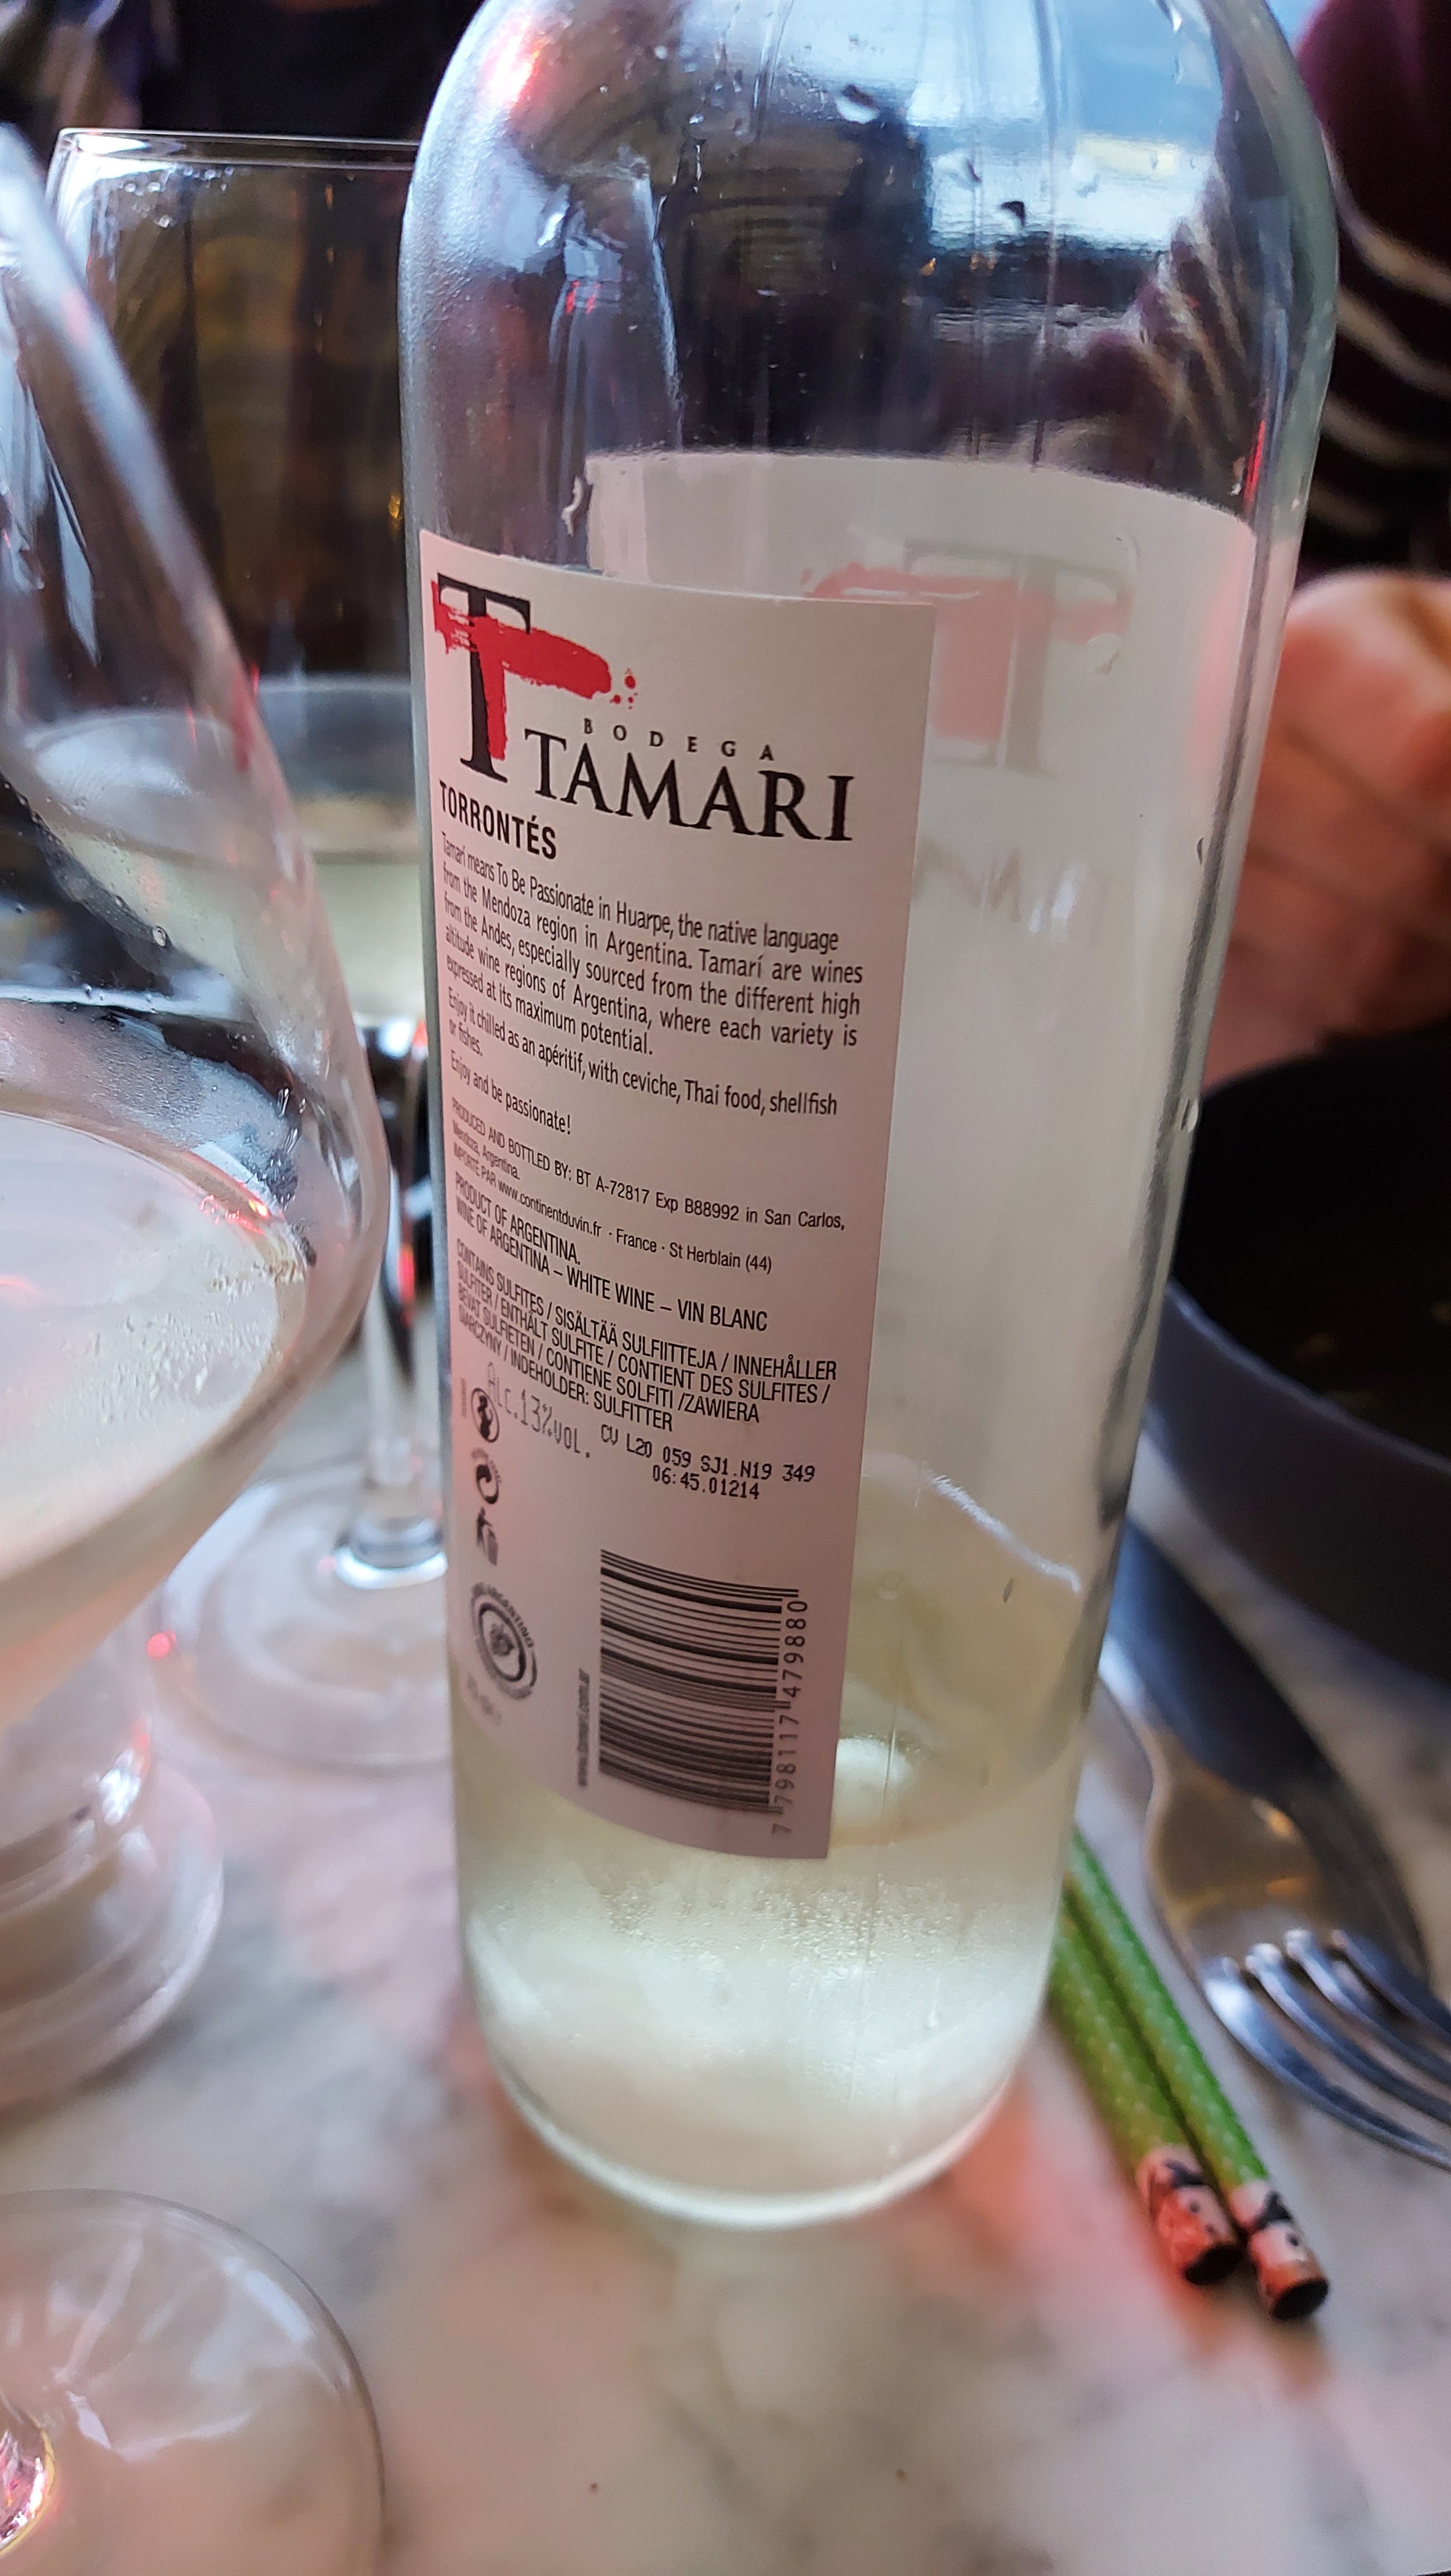 T
BODEGA
TAMARI
TORRONTÉS
Tamarí means To Be Passionate in Huarpe, the native language
from the Mendoza region in Argentina. Tamarí are wines
from the Andes, especially sourced from the different high
altitude wine regions of Argentina, where each variety is
expressed at its maximum potential.
Enjoy it chilled as an apéritif, with ceviche, Thai food, shellfish
or fishes.
Enjoy and be passionate!
PRODUCED AND BOTTLED BY: BT A-72817 Exp B88992 in San Carlos,
Mendoza, Argentina.
IMPORTÉ PAR www.continentduvin.fr · France · St Herblain (44)
PRODUCT OF ARGENTINA.
WINE OF ARGENTINA – WHITE WINE – VIN BLANC
CONTAINS SULFITES / SISÄLTÄÄ SULFIITTEJA / INNEHÅLLER
SULFITER / ENTHÄLT SULFITE / CONTIENT DES SULFITES /
BEVAT SULFIETEN / CONTIENE SOLFITI /ZAWIERA
SIARCZYNY / INDEHOLDER: SULFITTER
Alc.13%vol.
CV L20 059 SJ1.N19 349
06:45.01214
7 798117 479880